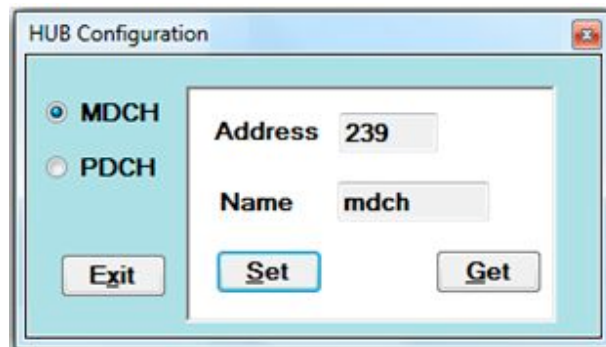 HUB Configuration
MDCH
PDCH
Address 239
Name mdch
Exit Set Get